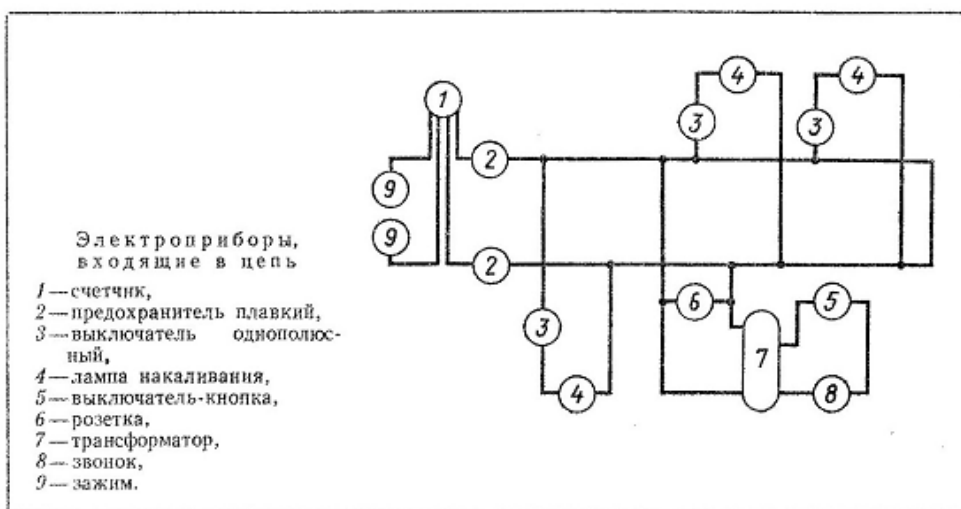 Электроприборы,
входящие в цепь
1—счетчик,
2—предохранитель плавкий,
3—выключатель однополюс-
ный,
4—лампа накаливания,
5—выключатель-кнопка,
6—розетка,
7—трансформатор,
8—звонок,
9—зажим.
4 4
1
3 3
2
9
9
2
6 5
3
7
4 8